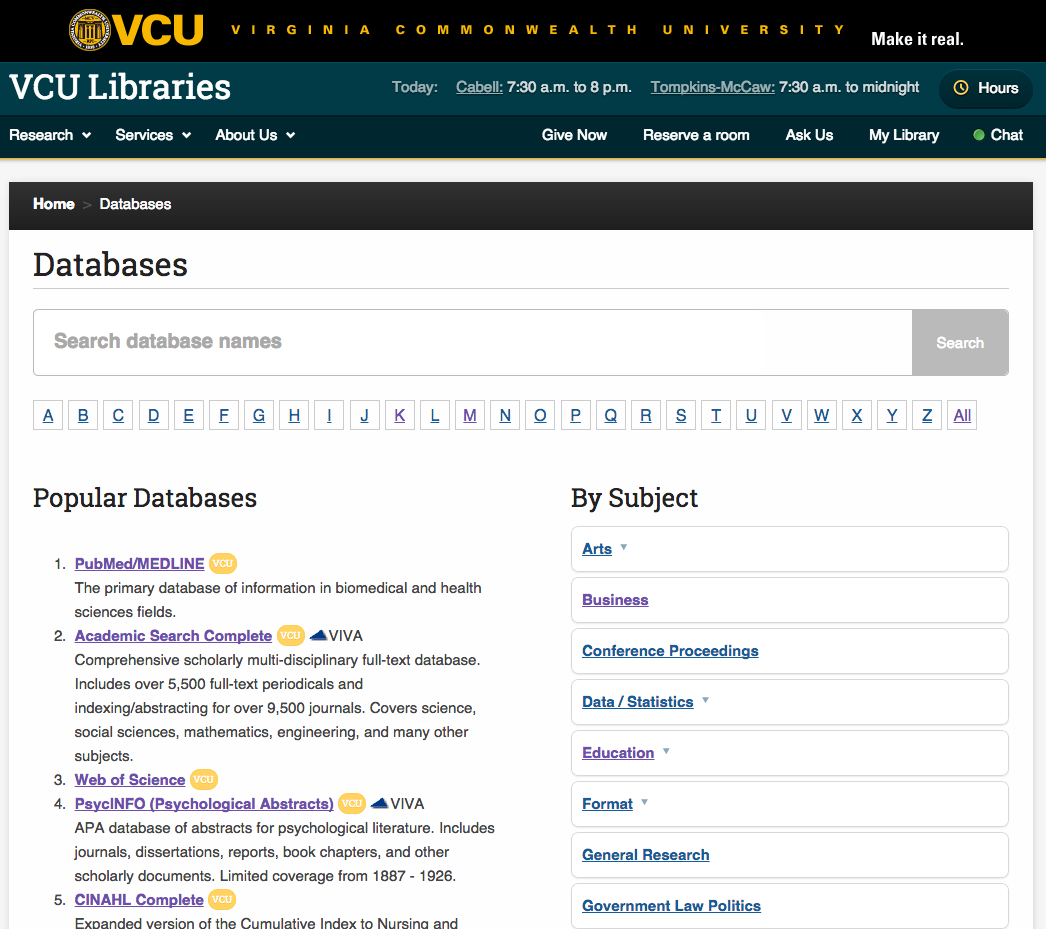 VCU VIRGINIA COMMONWEALTH UNIVERSITY Make it real.
VCU Libraries
Today: Cabell: 7:30 a.m. to 8 p.m. Tompkins-McCaw: 7:30 a.m. to midnight Hours
Research Services About Us Give Now Reserve a room Ask Us My Library Chat
Home > Databases
Databases
Search database names Search
A B C D E F G H I J K L M N O P Q R S T U V W X Y Z All
Popular Databases
1. PubMed/MEDLINE VCU
The primary database of information in biomedical and health
sciences fields.
2. Academic Search Complete VCU VIVA
Comprehensive scholarly multi-disciplinary full-text database.
Includes over 5,500 full-text periodicals and
indexing/abstracting for over 9,500 journals. Covers science,
social sciences, mathematics, engineering, and many other
subjects.
3. Web of Science VCU
4. PsycINFO (Psychological Abstracts) VCU VIVA
APA database of abstracts for psychological literature. Includes
journals, dissertations, reports, book chapters, and other
scholarly documents. Limited coverage from 1887 - 1926.
5. CINAHL Complete VCU
Expanded version of the Cumulative Index to Nursing and
By Subject
Arts
Business
Conference Proceedings
Data / Statistics
Education
Format
General Research
Government Law Politics